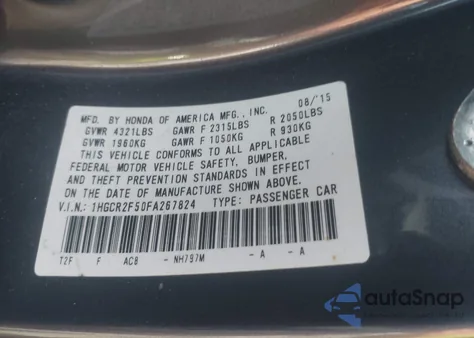 MFD. BY HONDA OF AMERICA MFG., INC. 08/'15
GVWR 4321LBS GAWR F 2315LBS R 2050LBS
GVWR 1960KG GAWR F 1050KG R 930KG
THIS VEHICLE CONFORMS TO ALL APPLICABLE
FEDERAL MOTOR VEHICLE SAFETY, BUMPER,
AND THEFT PREVENTION STANDARDS IN EFFECT
ON THE DATE OF MANUFACTURE SHOWN ABOVE.
V.I.N.: 1HGCR2F50FA267824 TYPE: PASSENGER CAR
T2F F ACB - NH797M - A - A
autoSnap